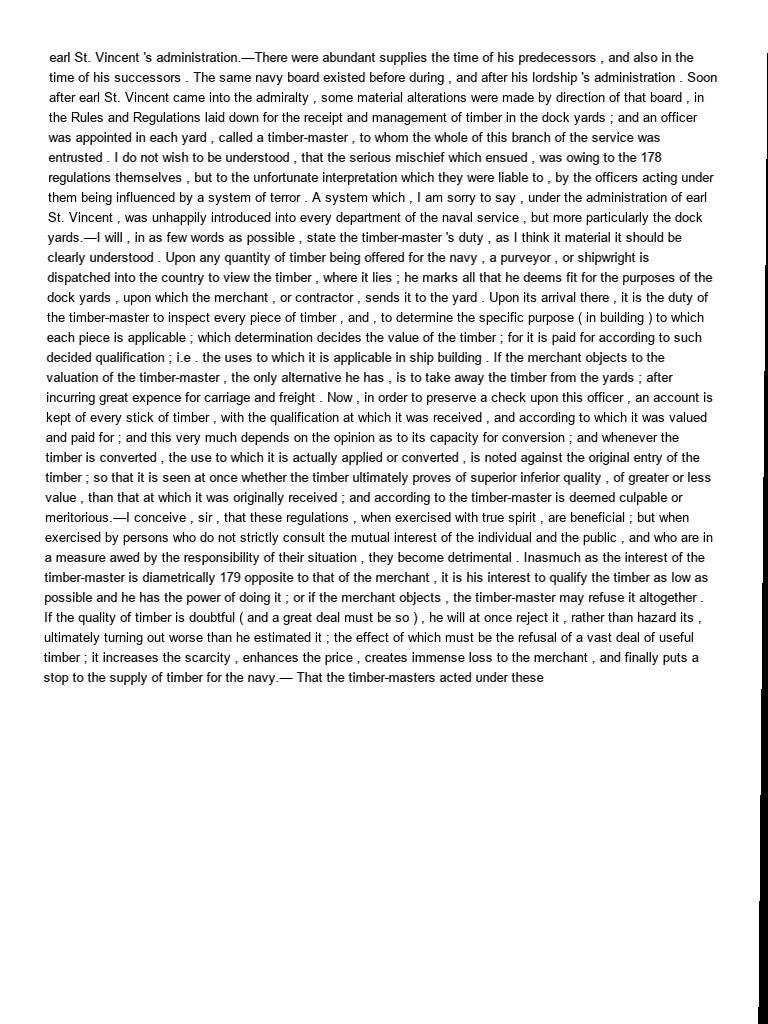 earl St. Vincent 's administration.—There were abundant supplies the time of his predecessors , and also in the
time of his successors . The same navy board existed before during , and after his lordship 's administration . Soon
after earl St. Vincent came into the admiralty , some material alterations were made by direction of that board , in
the Rules and Regulations laid down for the receipt and management of timber in the dock yards ; and an officer
was appointed in each yard , called a timber-master , to whom the whole of this branch of the service was
entrusted . I do not wish to be understood , that the serious mischief which ensued , was owing to the 178
regulations themselves , but to the unfortunate interpretation which they were liable to , by the officers acting under
them being influenced by a system of terror . A system which , I am sorry to say , under the administration of earl
St. Vincent , was unhappily introduced into every department of the naval service , but more particularly the dock
yards.—I will , in as few words as possible , state the timber-master 's duty , as I think it material it should be
clearly understood . Upon any quantity of timber being offered for the navy , a purveyor , or shipwright is
dispatched into the country to view the timber , where it lies ; he marks all that he deems fit for the purposes of the
dock yards , upon which the merchant , or contractor , sends it to the yard . Upon its arrival there , it is the duty of
the timber-master to inspect every piece of timber , and , to determine the specific purpose ( in building ) to which
each piece is applicable ; which determination decides the value of the timber ; for it is paid for according to such
decided qualification ; i.e . the uses to which it is applicable in ship building . If the merchant objects to the
valuation of the timber-master , the only alternative he has , is to take away the timber from the yards ; after
incurring great expence for carriage and freight . Now , in order to preserve a check upon this officer , an account is
kept of every stick of timber , with the qualification at which it was received , and according to which it was valued
and paid for ; and this very much depends on the opinion as to its capacity for conversion ; and whenever the
timber is converted , the use to which it is actually applied or converted , is noted against the original entry of the
timber ; so that it is seen at once whether the timber ultimately proves of superior inferior quality , of greater or less
value , than that at which it was originally received ; and according to the timber-master is deemed culpable or
meritorious.—I conceive , sir , that these regulations , when exercised with true spirit , are beneficial ; but when
exercised by persons who do not strictly consult the mutual interest of the individual and the public , and who are in
a measure awed by the responsibility of their situation , they become detrimental . Inasmuch as the interest of the
timber-master is diametrically 179 opposite to that of the merchant , it is his interest to qualify the timber as low as
possible and he has the power of doing it ; or if the merchant objects , the timber-master may refuse it altogether .
If the quality of timber is doubtful ( and a great deal must be so ) , he will at once reject it , rather than hazard its ,
ultimately turning out worse than he estimated it ; the effect of which must be the refusal of a vast deal of useful
timber ; it increases the scarcity , enhances the price , creates immense loss to the merchant , and finally puts a
stop to the supply of timber for the navy.— That the timber-masters acted under these